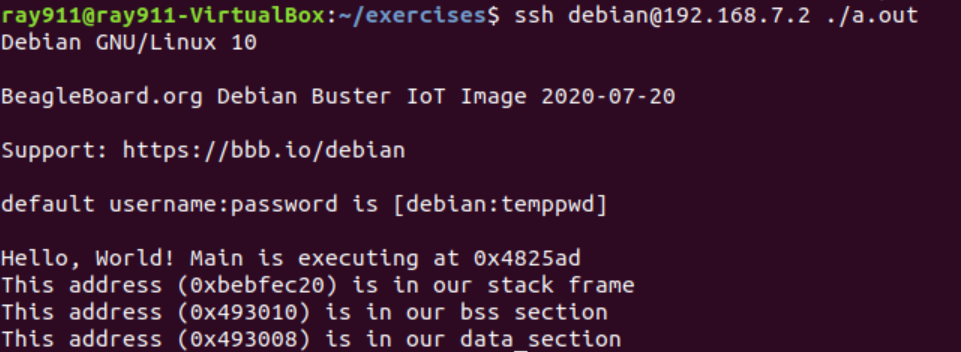 ray911@ray911-VirtualBox:~/exercises$ ssh debian@192.168.7.2 ./a.out
Debian GNU/Linux 10
BeagleBoard.org Debian Buster IoT Image 2020-07-20
Support: https://bbb.io/debian
default username:password is [debian:temppwd]
Hello, World! Main is executing at 0x4825ad
This address (0xbebfec20) is in our stack frame
This address (0x493010) is in our bss section
This address (0x493008) is in our data section